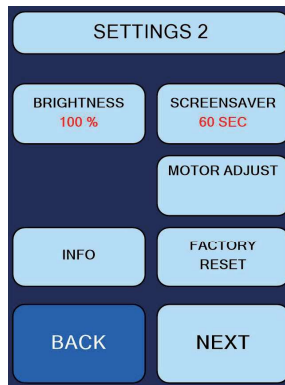 SETTINGS 2
BRIGHTNESS
100 %
SCREENSAVER
60 SEC
MOTOR ADJUST
INFO
FACTORY
RESET
BACK
NEXT